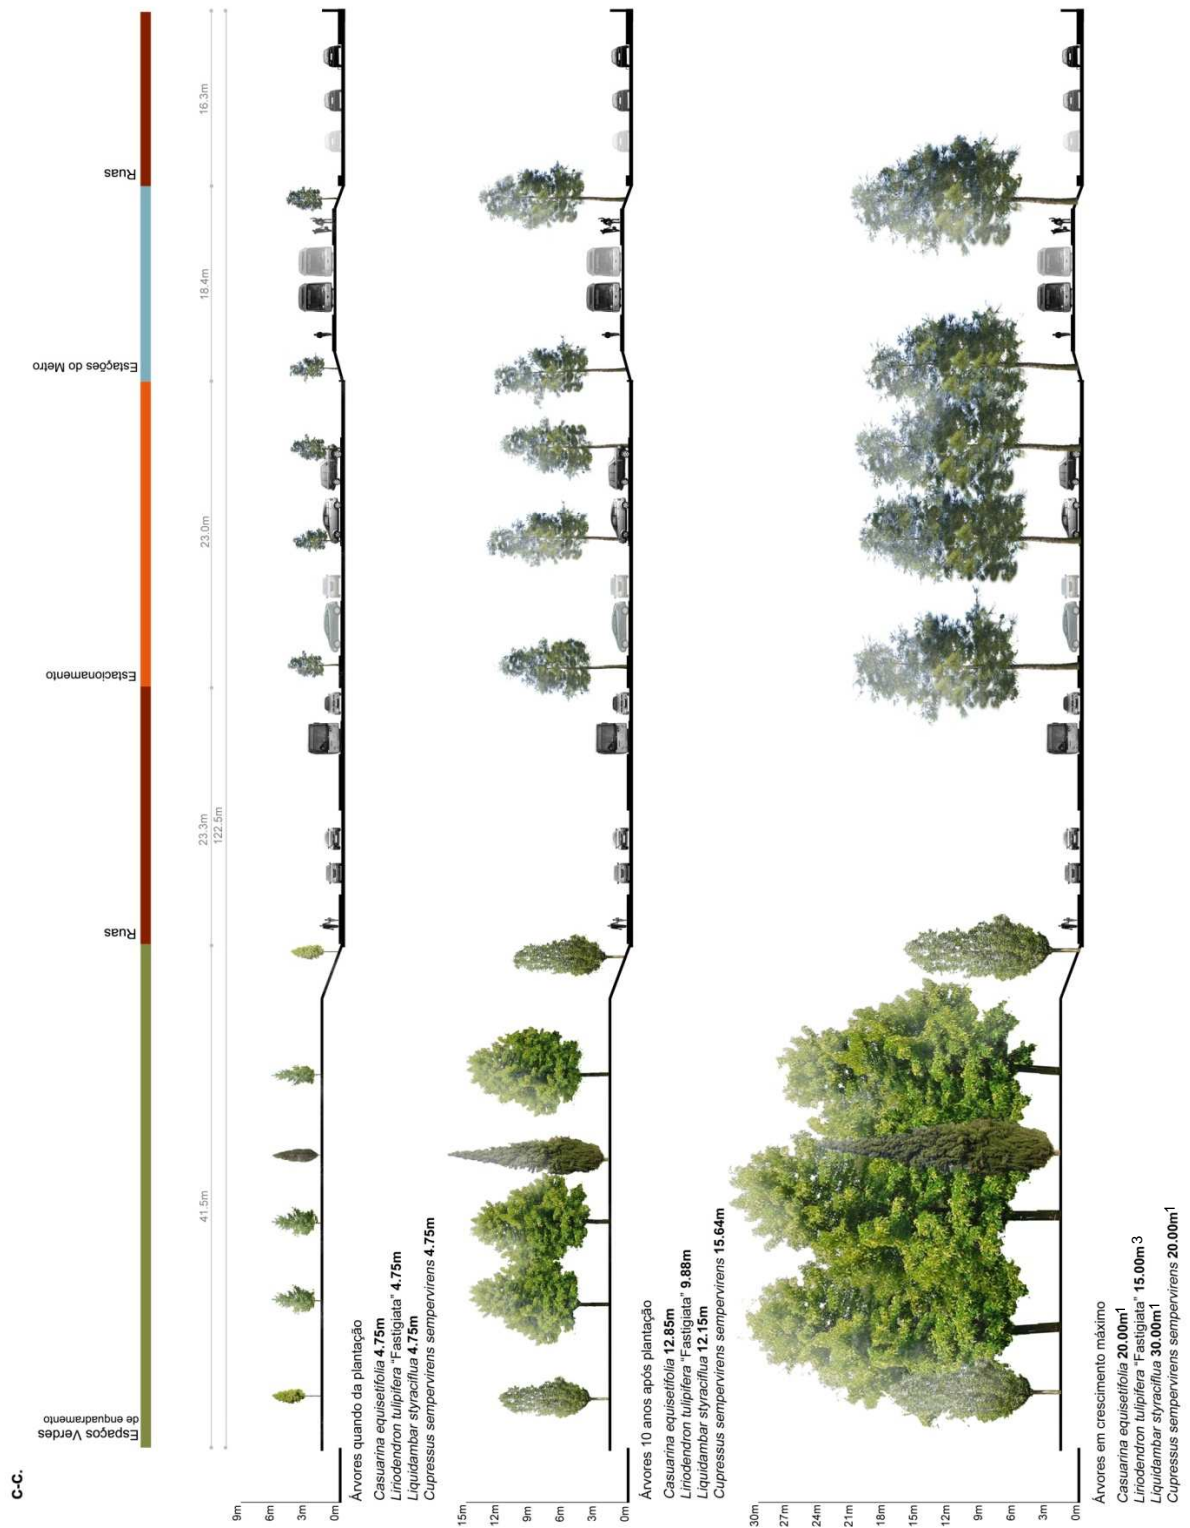 C-C.
Espaços Verdes
de enquadramento
Ruas
Estacionamento
Estações do Metro
Ruas
41.5m
23.3m
23.0m
18.4m
16.3m
122.5m
9m
6m
3m
0m
Árvores quando da plantação
Casuarina equisetifolia 4.75m
Liriodendron tulipifera "Fastigiata" 4.75m
Liquidambar styraciflua 4.75m
Cupressus sempervirens sempervirens 4.75m
15m
9m
6m
3m
0m
Árvores 10 anos após plantação
Casuarina equisetifolia 12.85m
Liriodendron tulipifera "Fastigiata" 9.88m
Liquidambar styraciflua 12.15m
Cupressus sempervirens sempervirens 15.64m
30m
27m
24m
21m
18m
15m
12m
9m
6m
3m
0m
Árvores em crescimento máximo
Casuarina equisetifolia 20.00m¹
Liriodendron tulipifera "Fastigiata" 15.00m³
Liquidambar styraciflua 30.00m¹
Cupressus sempervirens sempervirens 20.00m¹